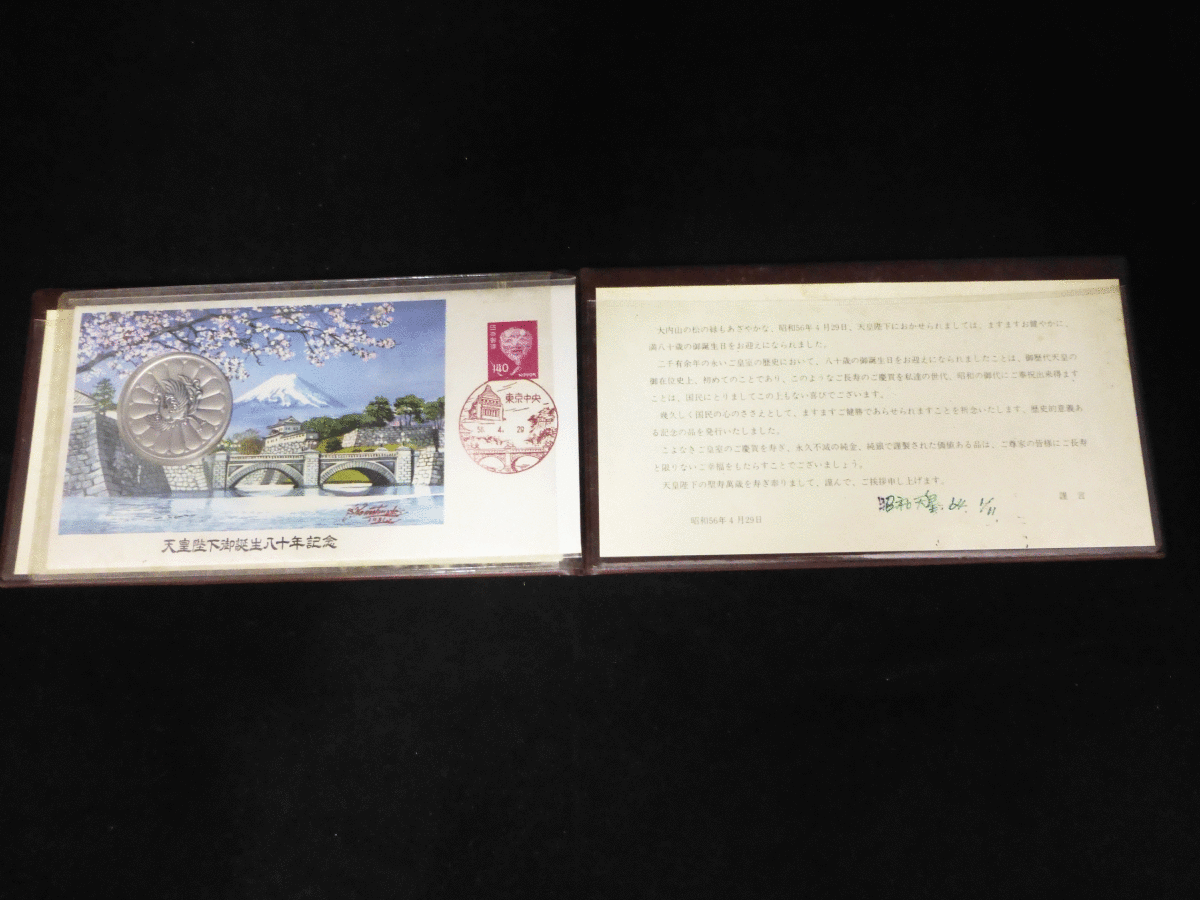 日本郵便
140
NIPPON
東京中央
56. 4. 29
天皇陛下御誕生八十年記念
大内山の松の緑もあざやかな、昭和56年4月29日、天皇陛下におかせられましては、ますますお健やかに、
満八十歳の御誕生日をお迎えになられました。
二千有余年の永いご皇室の歴史において、八十歳の御誕生日をお迎えになられましたことは、御歴代天皇の
御在位史上、初めてのことであり、このようなご長寿のご慶賀を私達の世代、昭和の御代にご奉祝出来得ます
ことは、国民にとりましてこの上もない喜びでございます。
幾久しく国民の心のささえとして、ますますご健勝であらせられますことを祈念いたします、歴史的意義あ
る記念の品を発行いたしました。
こよなきご皇室のご慶賀を寿ぎ、永久不滅の純金、純銀で謹製された価値ある品は、ご尊家の皆様にご長寿
と限りないご幸福をもたらすことでございましょう。
天皇陛下の聖寿萬歳を寿ぎ奉りまして、謹んで、ご挨拶申し上げます。
謹言
昭和天皇 64. 1/11
昭和56年4月29日